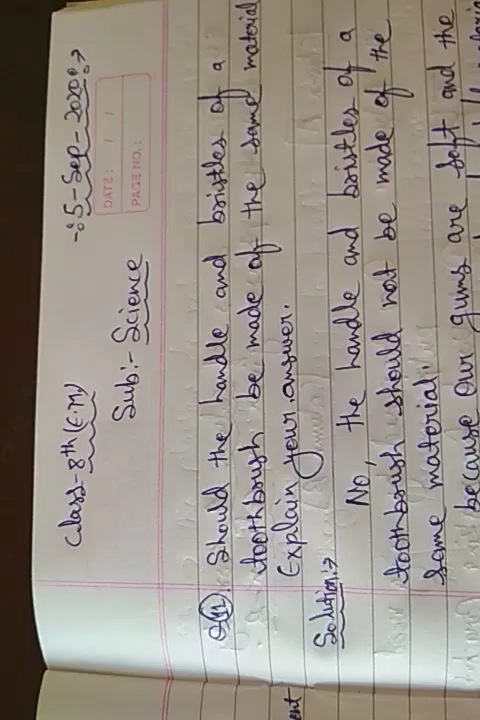 -:5-Sep-2020:→
Class-8th (E.M)
DATE: / /
PAGE NO.:
Sub:- Science
Q11. Should the handle and bristles of a
toothbrush be made of the same material
Explain your answer.
Solution:→
No, the handle and bristles of a
toothbrush should not be made of the
same material.
because our gums are soft and the
ent